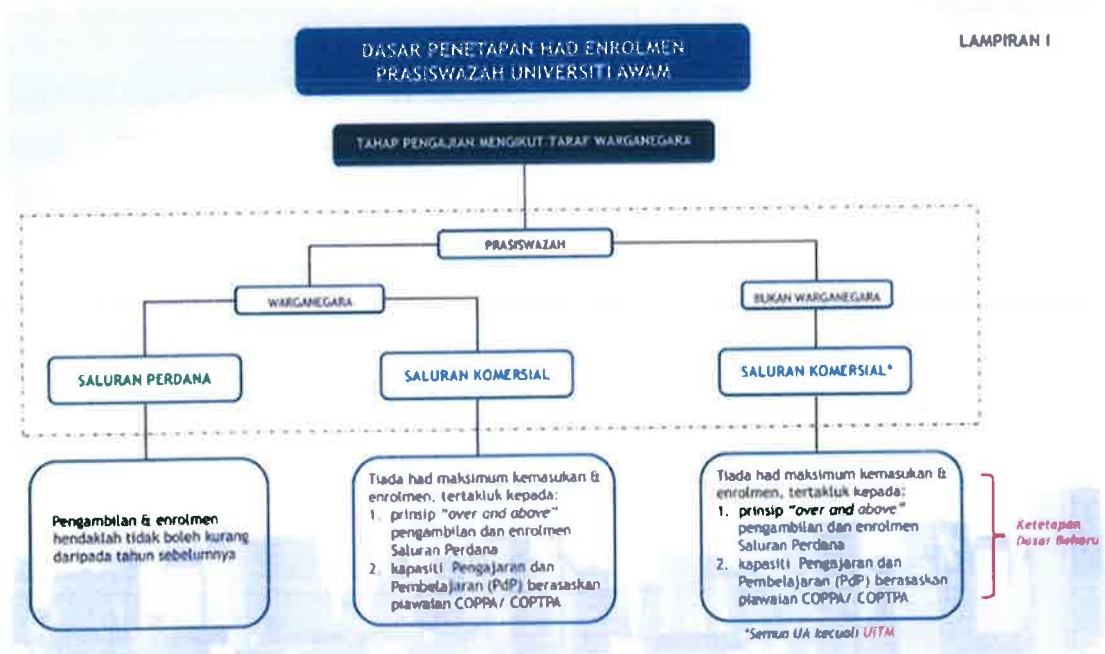 LAMPIRAN I
DASAR PENETAPAN HAD ENROLMEN
PRASISWAZAH UNIVERSITI AWAM
TAHAP PENGAJIAN MENGIKUT TARAF WARGANEGARA
PRASISWAZAH
WARGANEGARA
BUKAN WARGANEGARA
SALURAN PERDANA
SALURAN KOMERSIAL
SALURAN KOMERSIAL*
Pengambilan & enrolmen
hendaklah tidak boleh kurang
daripada tahun sebelumnya
Tiada had maksimum kemasukan &
enrolmen, tertakluk kepada:
1. prinsip "over and above"
pengambilan dan enrolmen
Saluran Perdana
2. kapasiti Pengajaran dan
Pembelajaran (PdP) berasaskan
piawaian COPPA/ COPTPA
Tiada had maksimum kemasukan &
enrolmen, tertakluk kepada:
1. prinsip "over and above"
pengambilan dan enrolmen
Saluran Perdana
2. kapasiti Pengajaran dan
Pembelajaran (PdP) berasaskan
piawaian COPPA/ COPTPA
Ketetapan
Dasar Baharu
*Semua UA kecuali UiTM